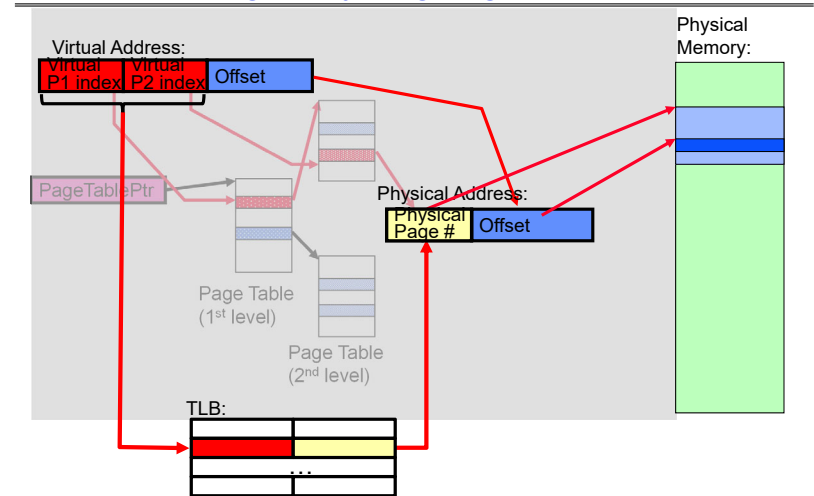 Physical
Memory:
Virtual Address:
Virtual
P1 index
Virtual
P2 index
Offset
PageTablePtr
Physical Address:
Physical
Page #
Offset
Page Table
(1st level)
Page Table
(2nd level)
TLB:
...